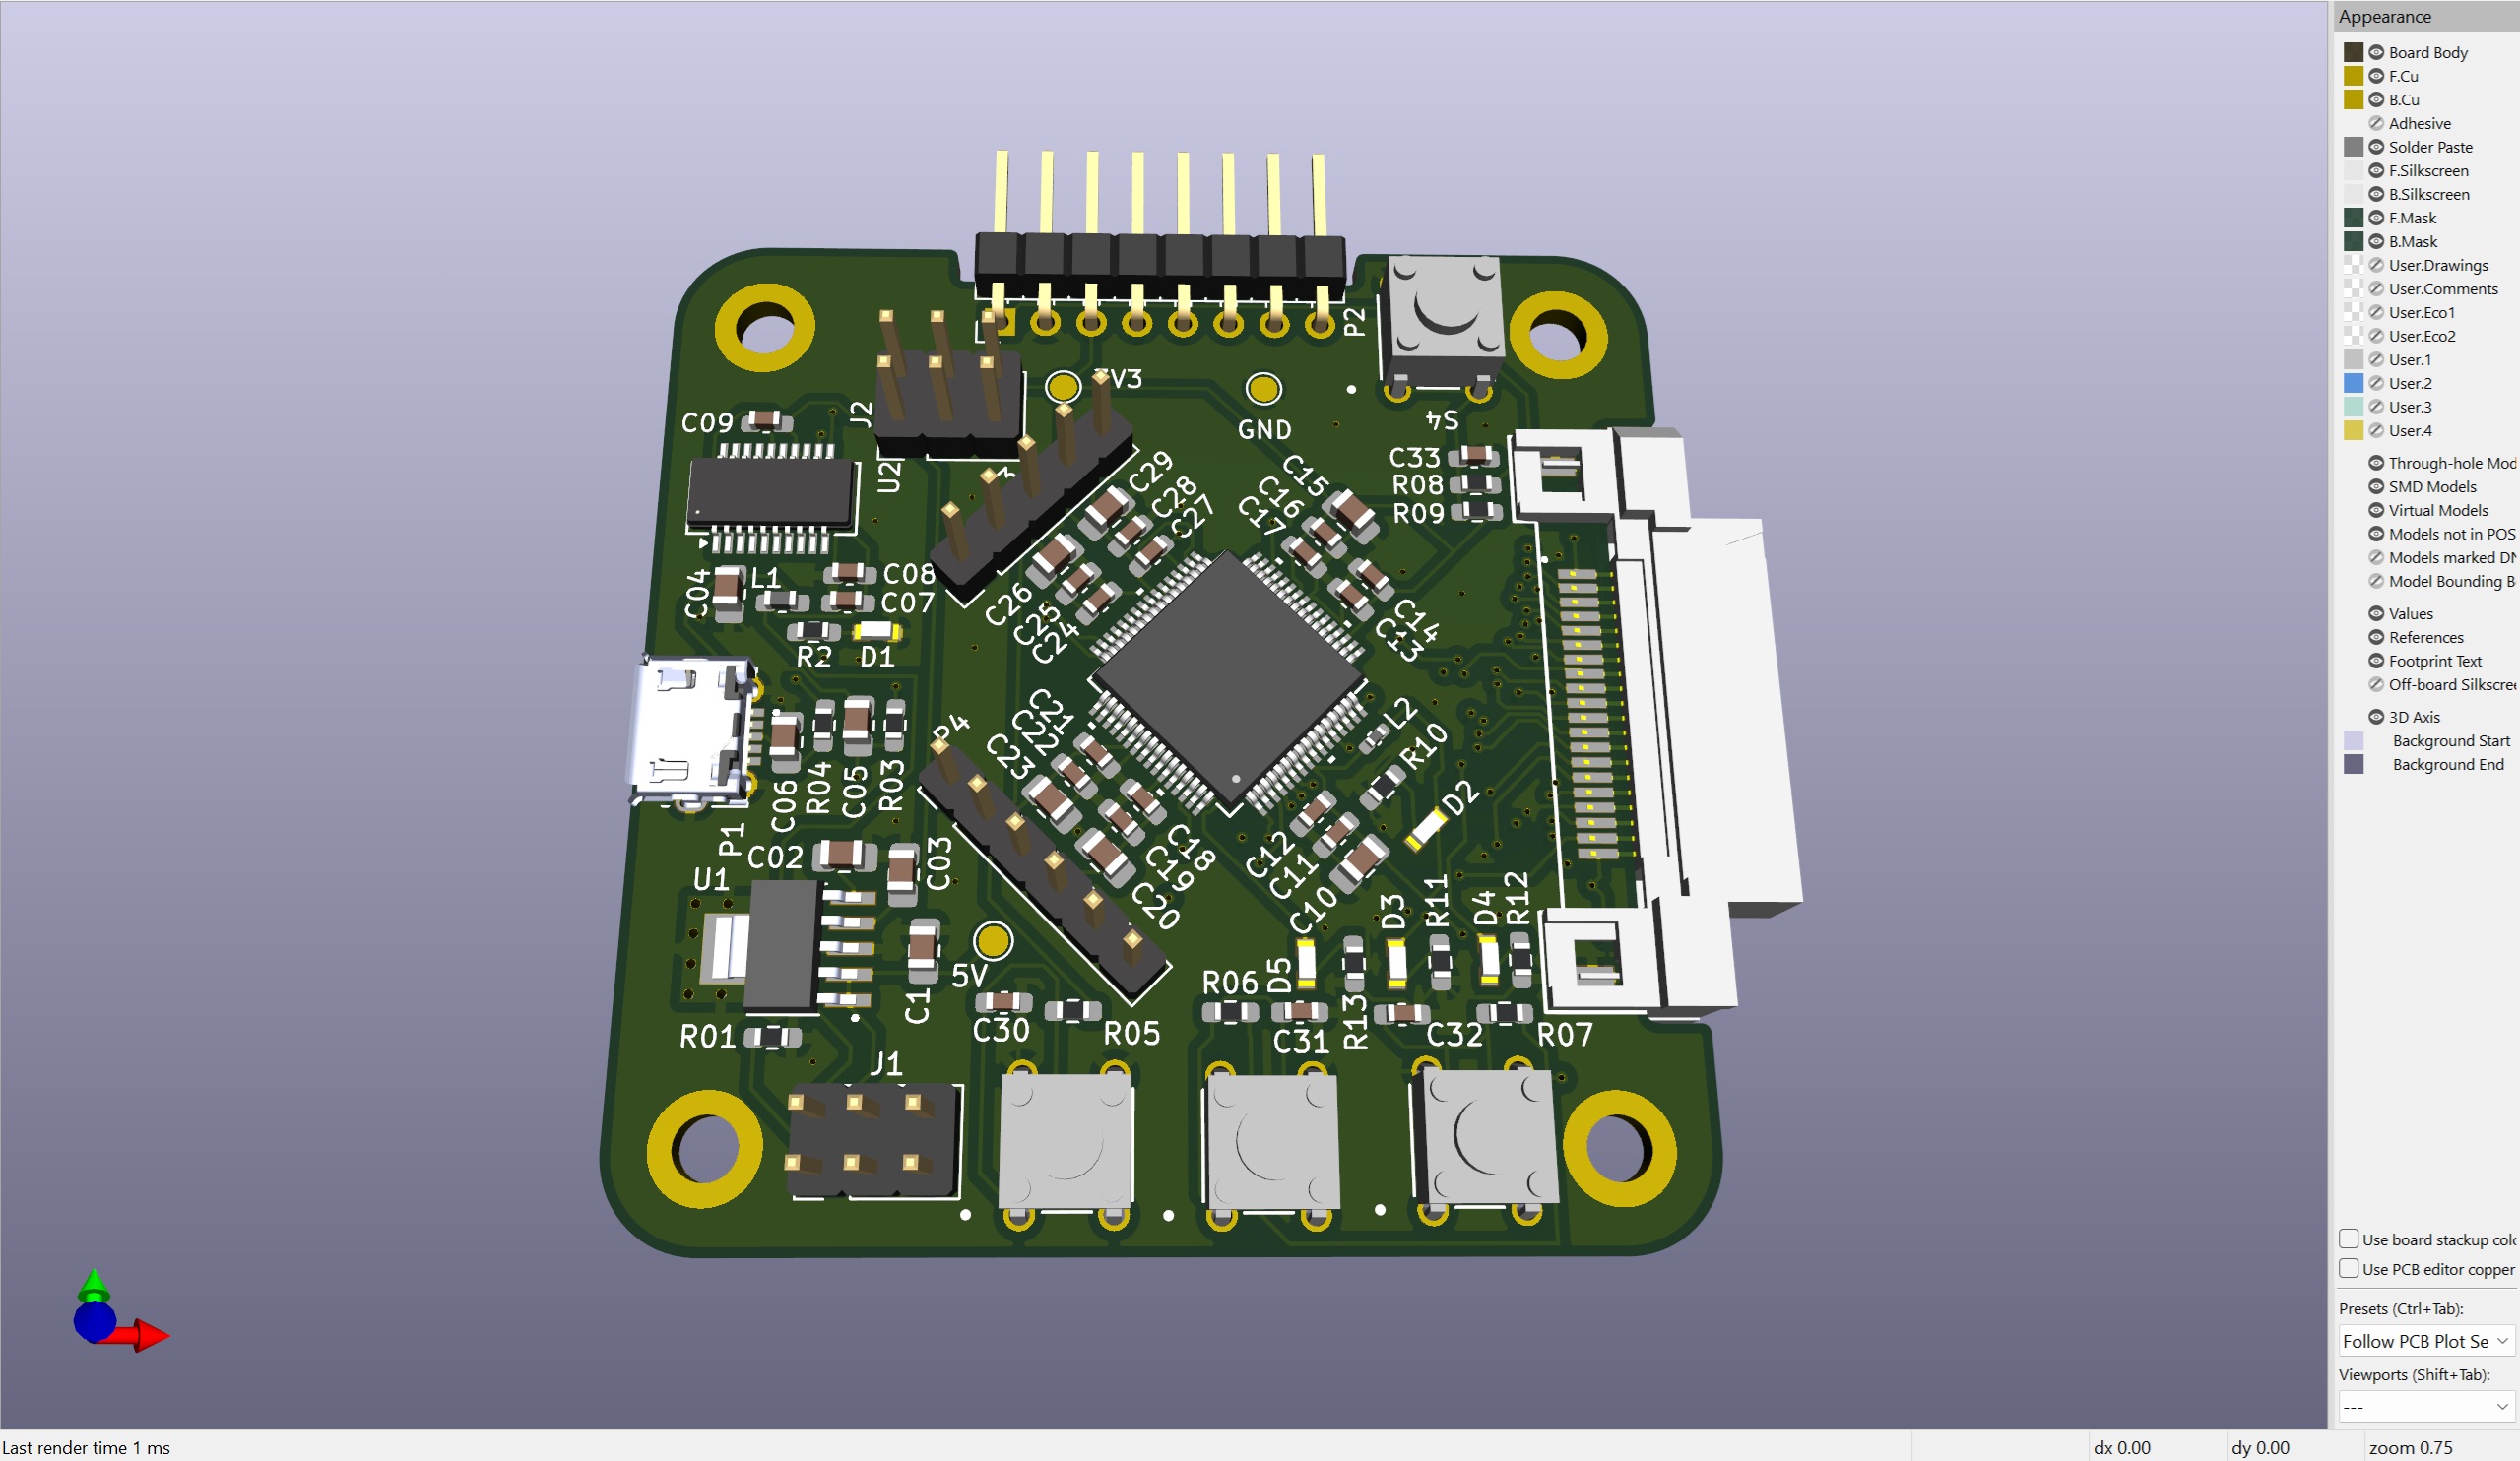 Appearance
Board Body
F.Cu
B.Cu
Adhesive
Solder Paste
F.Silkscreen
B.Silkscreen
F.Mask
B.Mask
User.Drawings
User.Comments
User.Eco1
User.Eco2
User.1
User.2
User.3
User.4
Through-hole Mod
SMD Models
Virtual Models
Models not in POS
Models marked DN
Model Bounding B
Values
References
Footprint Text
Off-board Silkscree
3D Axis
Background Start
Background End
Use board stackup colo
Use PCB editor copper
Presets (Ctrl+Tab):
Follow PCB Plot Se
Viewports (Shift+Tab):
---
P2
J2
V3
GND
S4
C09
U2
C29
C28
C27
C15
C16
C17
C33
R08
R09
C04
L1
C08
C07
R2
D1
C26
C25
C24
C14
C13
P4
C21
C22
C23
L2
R10
D2
C06
R04
C05
R03
P1
C02
C03
U1
C18
C19
C20
C12
C11
C10
D3
R11
D4
R12
5V
C1
R06
D5
R13
R01
C30
R05
C31
C32
R07
J1
Last render time 1 ms
dx 0.00
dy 0.00
zoom 0.75